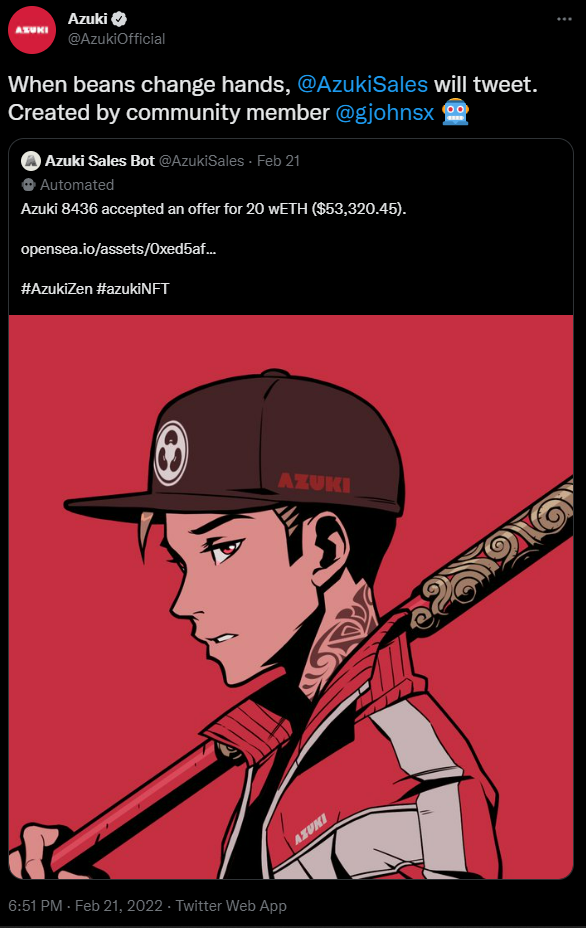 AZUKI
Azuki
@AzukiOfficial
When beans change hands, @AzukiSales will tweet.
Created by community member @gjohnsx 🤖
Azuki Sales Bot @AzukiSales · Feb 21
Automated
Azuki 8436 accepted an offer for 20 wETH ($53,320.45).
opensea.io/assets/0xed5af...
#AzukiZen #azukiNFT
AZUKI
AZUKI
6:51 PM · Feb 21, 2022 · Twitter Web App